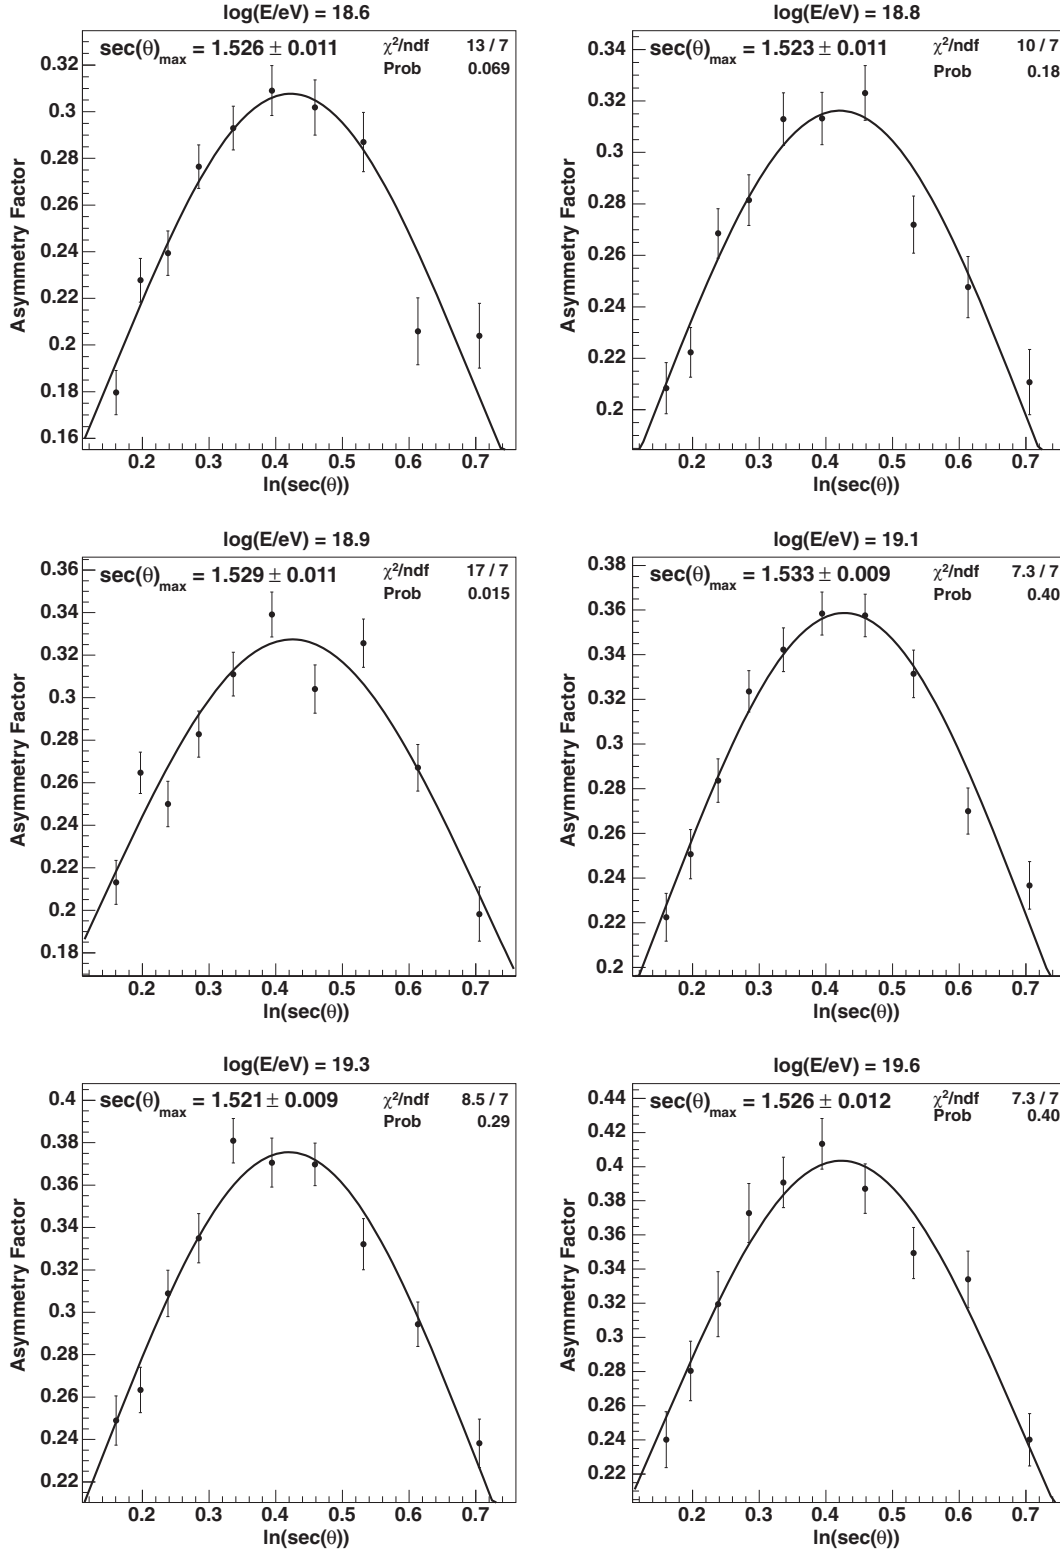 log(E/eV) = 18.6
sec(θ)max = 1.526 ± 0.011
χ²/ndf 13 / 7
Prob 0.069
Asymmetry Factor
0.32
0.3
0.28
0.26
0.24
0.22
0.2
0.18
0.16
0.2 0.3 0.4 0.5 0.6 0.7
ln(sec(θ))
log(E/eV) = 18.8
sec(θ)max = 1.523 ± 0.011
χ²/ndf 10 / 7
Prob 0.18
Asymmetry Factor
0.34
0.32
0.3
0.28
0.26
0.24
0.22
0.2
0.2 0.3 0.4 0.5 0.6 0.7
ln(sec(θ))
log(E/eV) = 18.9
sec(θ)max = 1.529 ± 0.011
χ²/ndf 17 / 7
Prob 0.015
Asymmetry Factor
0.36
0.34
0.32
0.3
0.28
0.26
0.24
0.22
0.2
0.18
0.2 0.3 0.4 0.5 0.6 0.7
ln(sec(θ))
log(E/eV) = 19.1
sec(θ)max = 1.533 ± 0.009
χ²/ndf 7.3 / 7
Prob 0.40
Asymmetry Factor
0.38
0.36
0.34
0.32
0.3
0.28
0.26
0.24
0.22
0.2
0.2 0.3 0.4 0.5 0.6 0.7
ln(sec(θ))
log(E/eV) = 19.3
sec(θ)max = 1.521 ± 0.009
χ²/ndf 8.5 / 7
Prob 0.29
Asymmetry Factor
0.4
0.38
0.36
0.34
0.32
0.3
0.28
0.26
0.24
0.22
0.2 0.3 0.4 0.5 0.6 0.7
ln(sec(θ))
log(E/eV) = 19.6
sec(θ)max = 1.526 ± 0.012
χ²/ndf 7.3 / 7
Prob 0.40
Asymmetry Factor
0.44
0.42
0.4
0.38
0.36
0.34
0.32
0.3
0.28
0.26
0.24
0.22
0.2 0.3 0.4 0.5 0.6 0.7
ln(sec(θ))